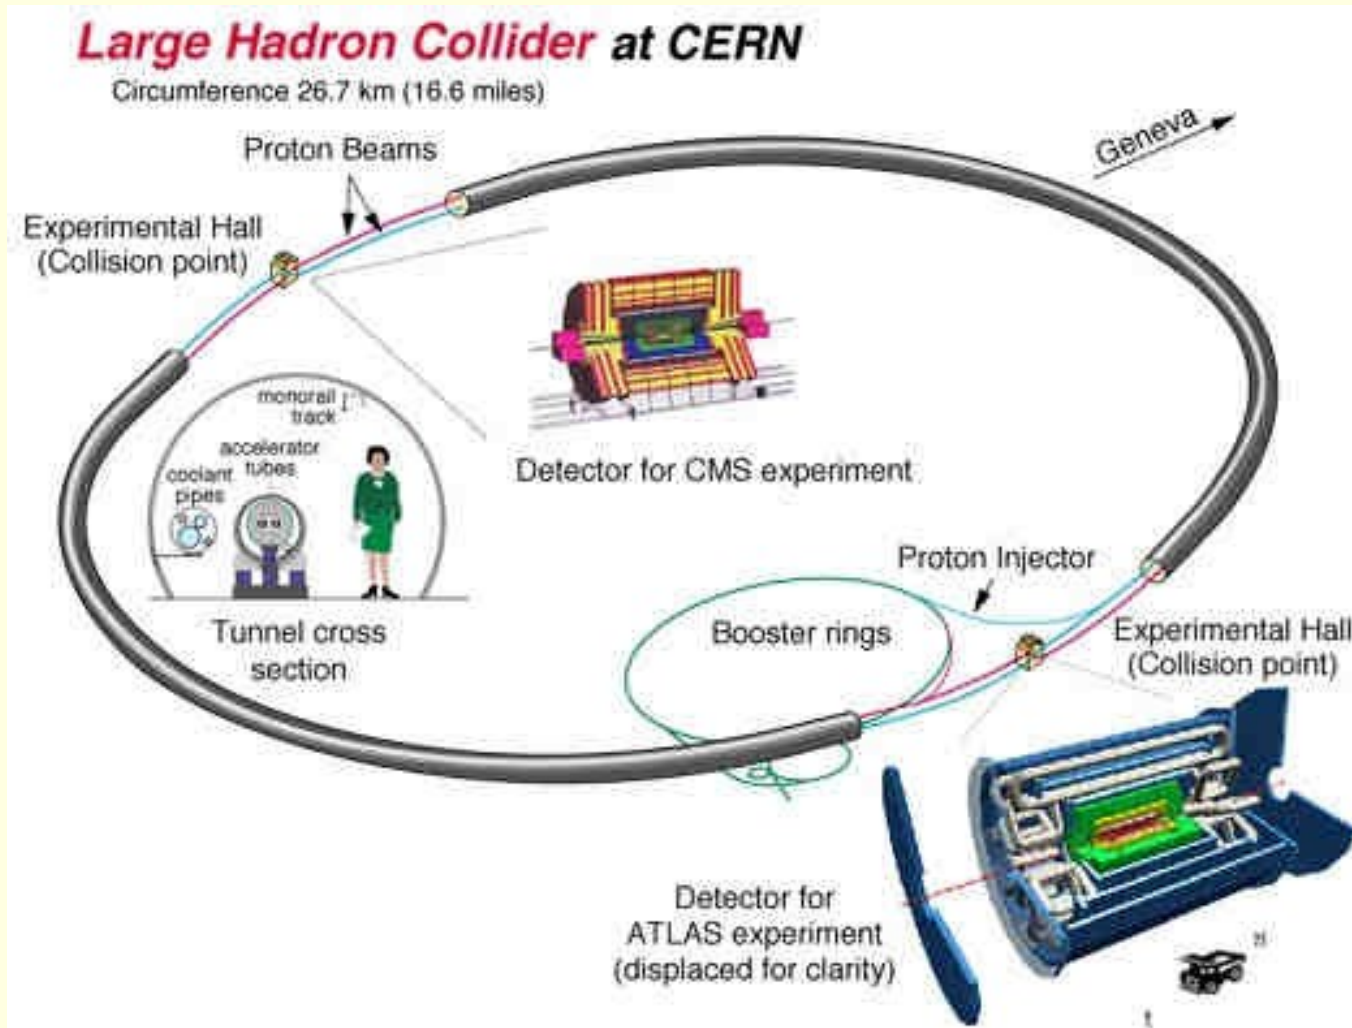 Large Hadron Collider at CERN
Circumference 26.7 km (16.6 miles)
Proton Beams
Geneva
Experimental Hall
(Collision point)
monorail
track
accelerator
tubes
coolant
pipes
Tunnel cross
section
Detector for CMS experiment
Proton Injector
Booster rings
Experimental Hall
(Collision point)
Detector for
ATLAS experiment
(displaced for clarity)